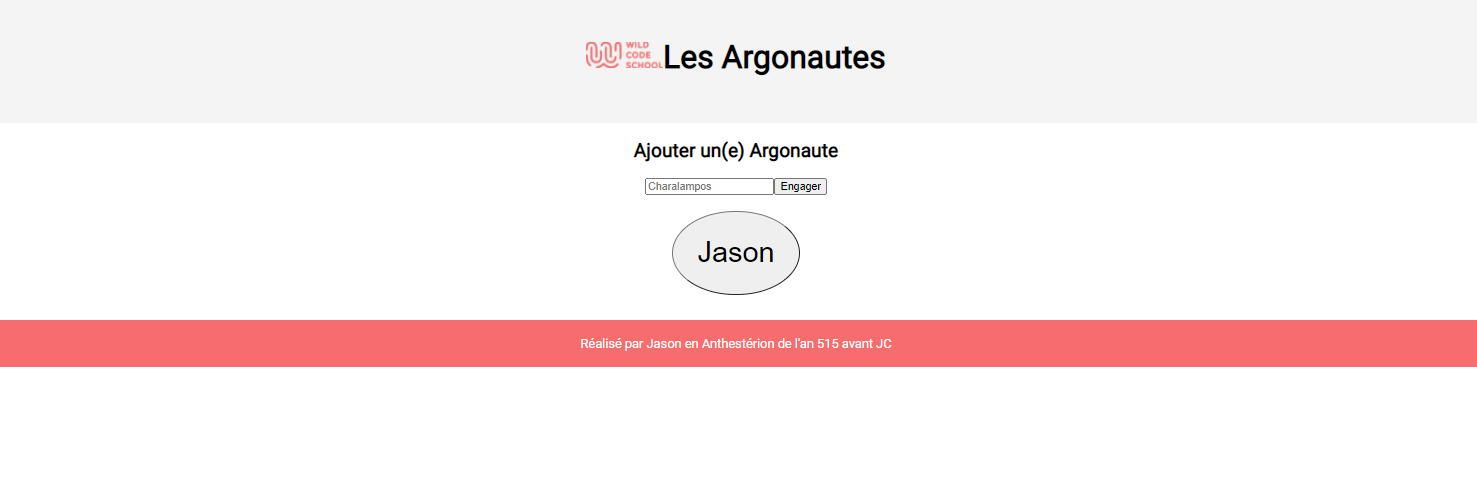 WILD
CODE
SCHOOL
Les Argonautes
Ajouter un(e) Argonaute
Charalampos Engager
Jason
Réalisé par Jason en Anthestérion de l'an 515 avant JC